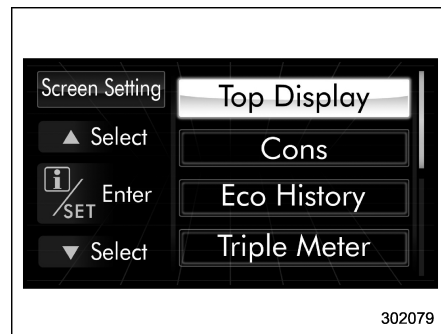 Screen Setting
▲ Select
i/SET Enter
▼ Select
Top Display
Cons
Eco History
Triple Meter
302079